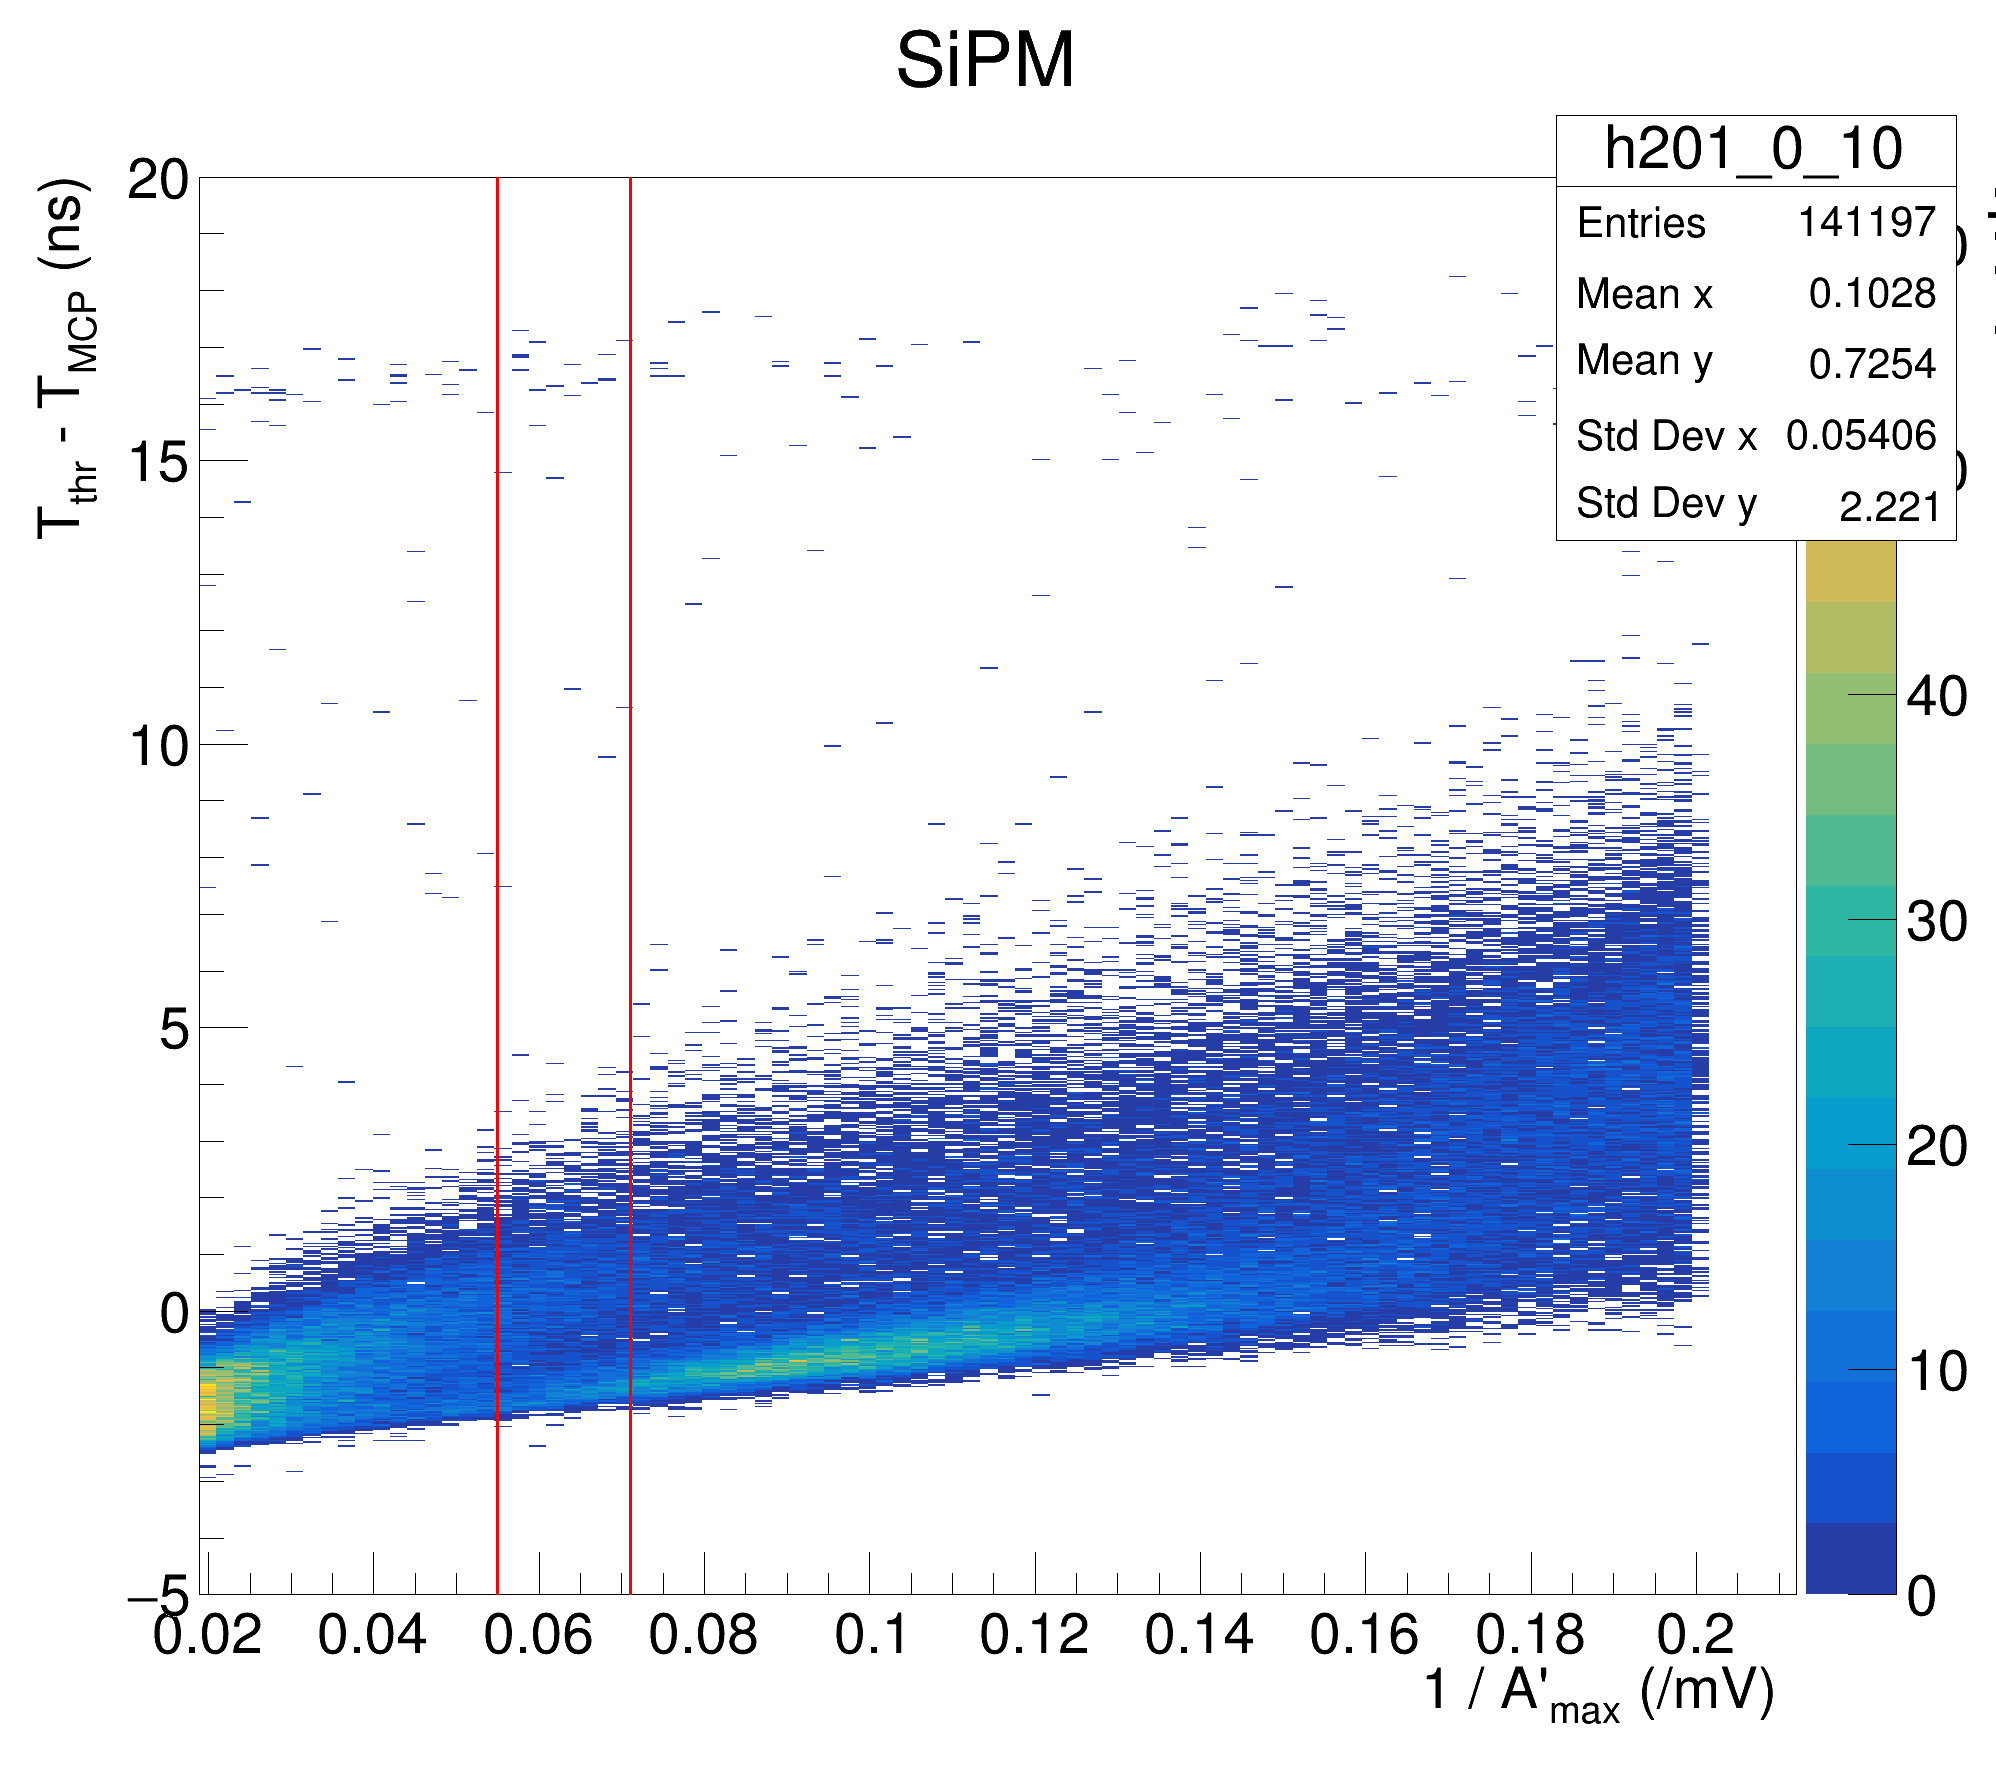 SiPM
h201_0_10
Entries 141197
Mean x 0.1028
Mean y 0.7254
Std Dev x 0.05406
Std Dev y 2.221
T_thr - T_MCP (ns)
20
15
10
5
0
−5
0.02 0.04 0.06 0.08 0.1 0.12 0.14 0.16 0.18 0.2
1 / A'_max (/mV)
40
30
20
10
0